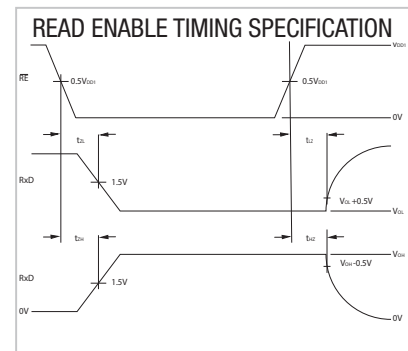 READ ENABLE TIMING SPECIFICATION
VDD1
RE
0.5VDD1
0.5VDD1
0V
tZL
tLZ
RxD
1.5V
VOL+0.5V
VOL
tZH
tHZ
VOH
VOH-0.5V
RxD
1.5V
0V
0V